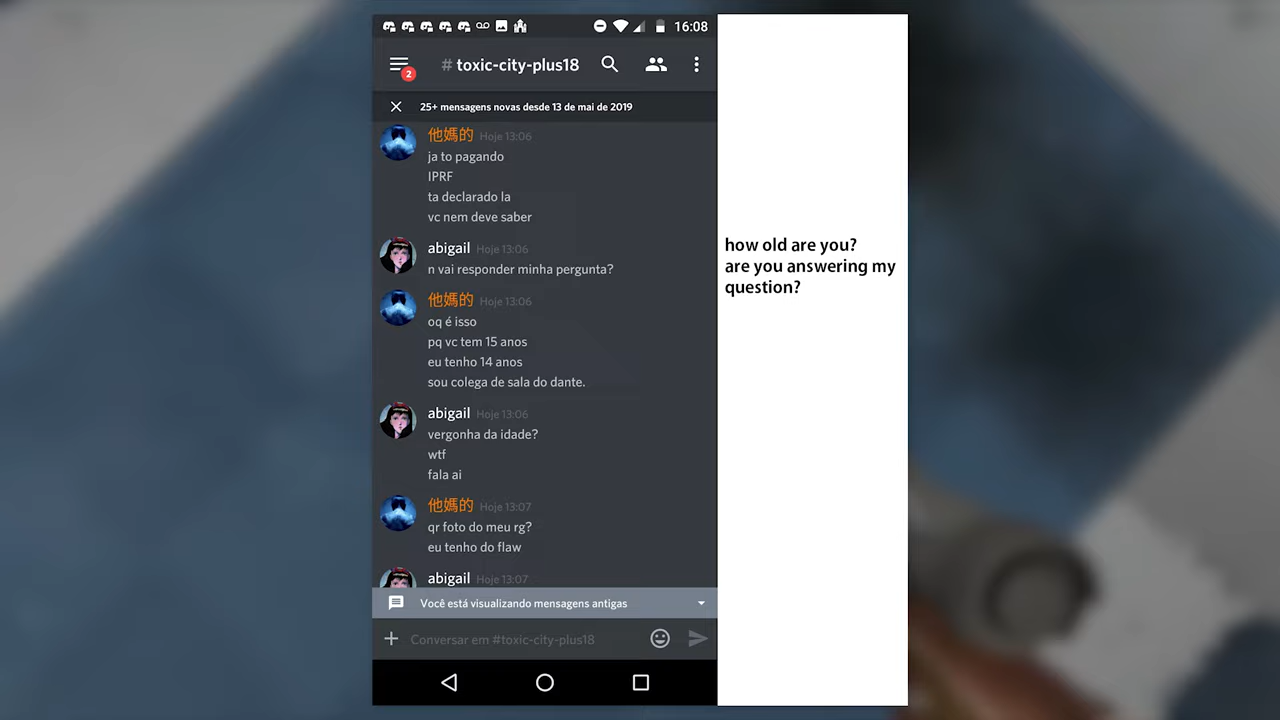 16:08
2
# toxic-city-plus18
25+ mensagens novas desde 13 de mai de 2019
他媽的 Hoje 13:06
ja to pagando
IPRF
ta declarado la
vc nem deve saber
abigail Hoje 13:06
n vai responder minha pergunta?
他媽的 Hoje 13:06
oq é isso
pq vc tem 15 anos
eu tenho 14 anos
sou colega de sala do dante.
abigail Hoje 13:06
vergonha da idade?
wtf
fala ai
他媽的 Hoje 13:07
qr foto do meu rg?
eu tenho do flaw
abigail Hoje 13:07
Você está visualizando mensagens antigas
Conversar em #toxic-city-plus18
how old are you?
are you answering my
question?